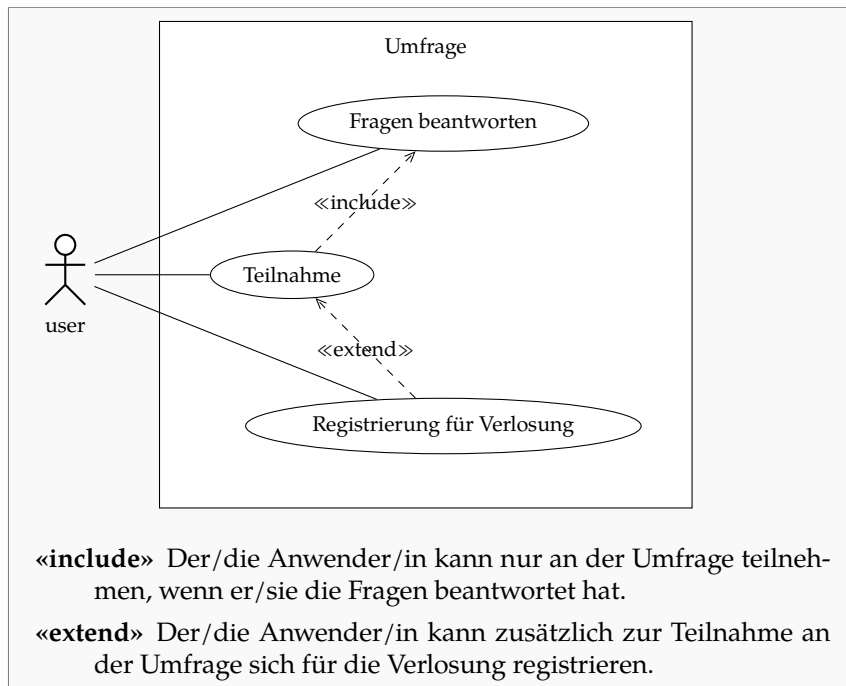 Umfrage
Fragen beantworten
≪include≫
Teilnahme
user
≪extend≫
Registrierung für Verlosung
«include» Der/die Anwender/in kann nur an der Umfrage teilneh-
men, wenn er/sie die Fragen beantwortet hat.
«extend» Der/die Anwender/in kann zusätzlich zur Teilnahme an
der Umfrage sich für die Verlosung registrieren.